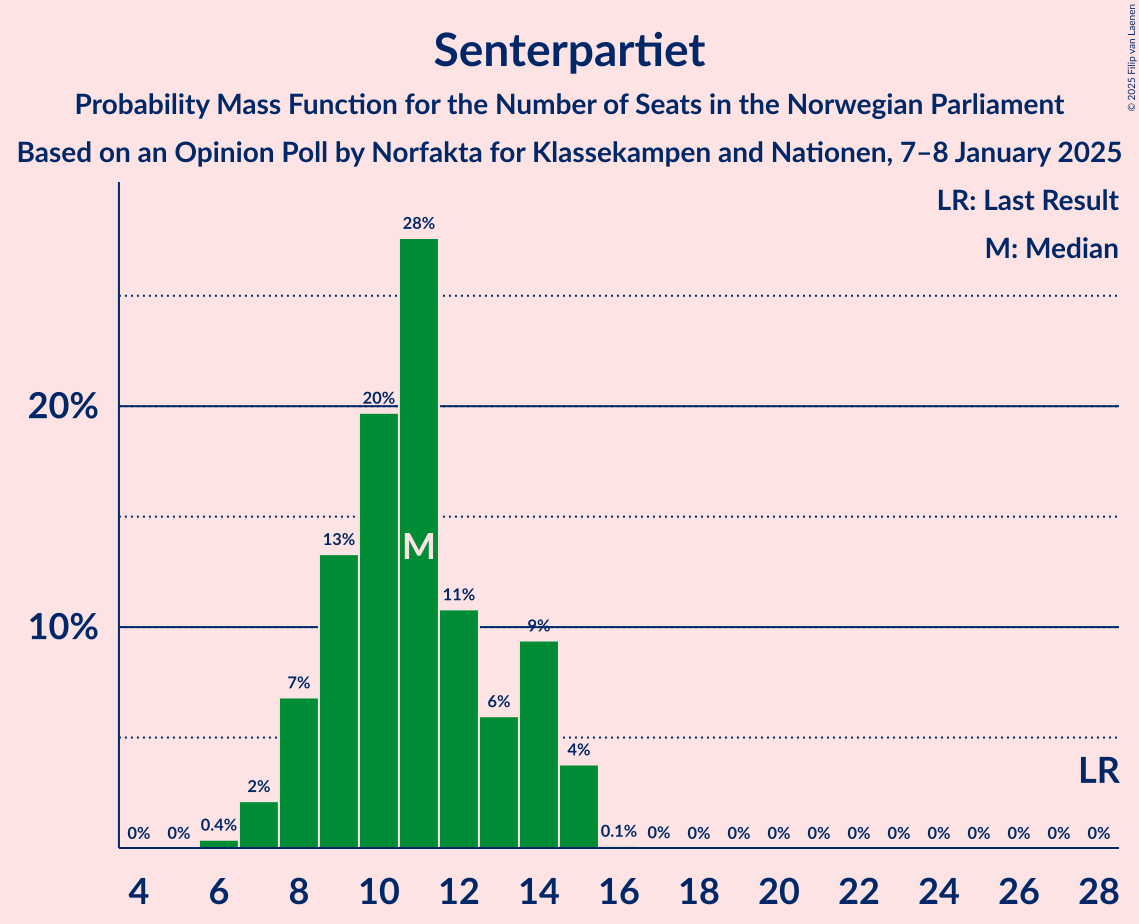 Senterpartiet
Probability Mass Function for the Number of Seats in the Norwegian Parliament
Based on an Opinion Poll by Norfakta for Klassekampen and Nationen, 7–8 January 2025
© 2025 Filip van Laenen
LR: Last Result
M: Median
28%
20%
20%
13%
M
11%
10%
9%
7%
6%
4%
LR
2%
0% 0% 0.4% 0.1% 0% 0% 0% 0% 0% 0% 0% 0% 0% 0% 0% 0%
4 6 8 10 12 14 16 18 20 22 24 26 28